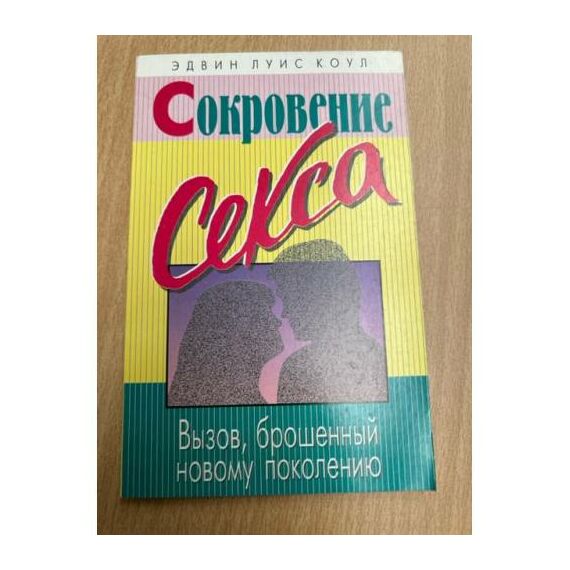 ЭДВИН ЛУИС КОУЛ
Сокровение
Секса
Вызов, брошенный
новому поколению